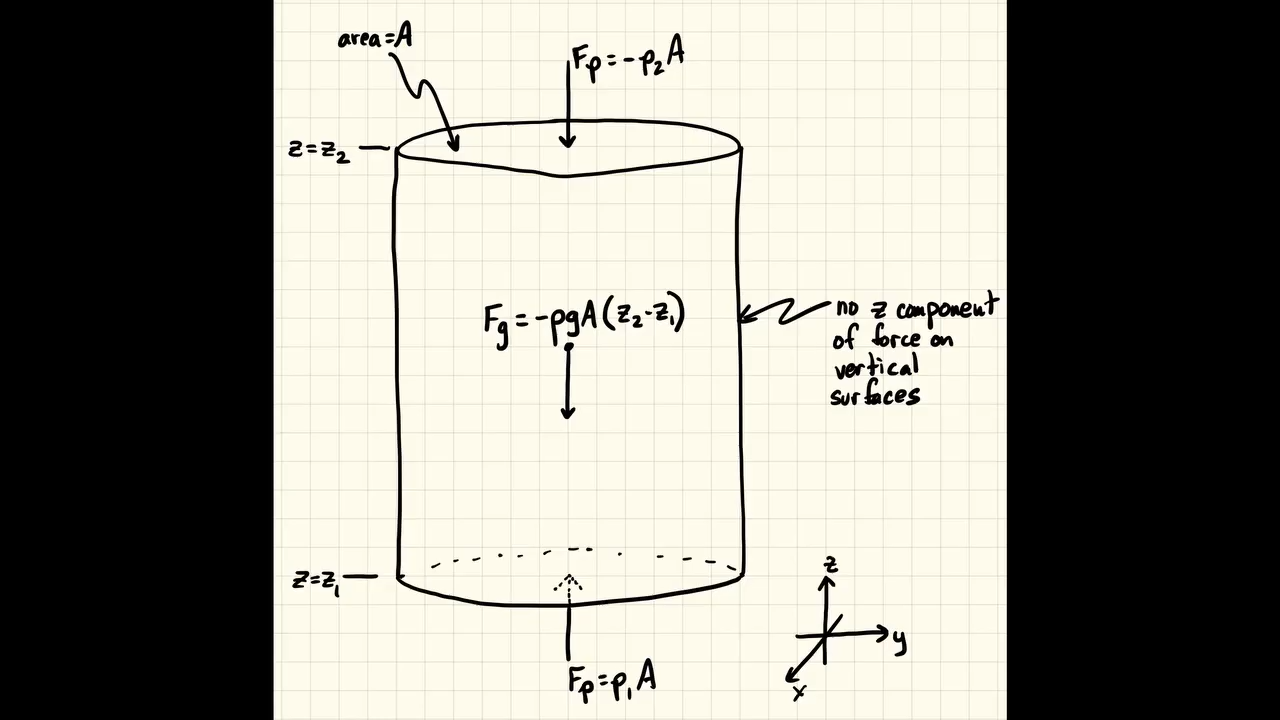 area=A
Fp=-p₂A
z=z₂
Fg=-ρgA(z₂-z₁)
no z component
of force on
vertical
surfaces
z=z₁
Fp=p₁A
z
y
x